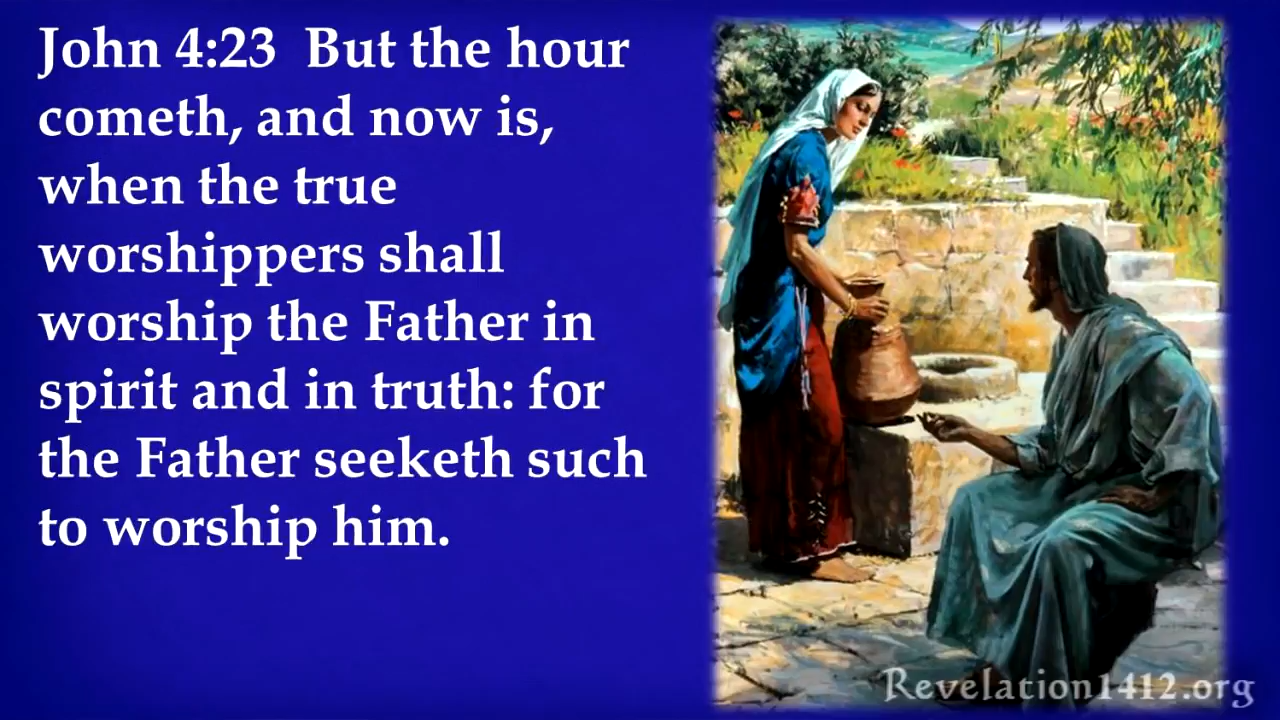 John 4:23  But the hour
cometh, and now is,
when the true
worshippers shall
worship the Father in
spirit and in truth: for
the Father seeketh such
to worship him.
Revelation1412.org